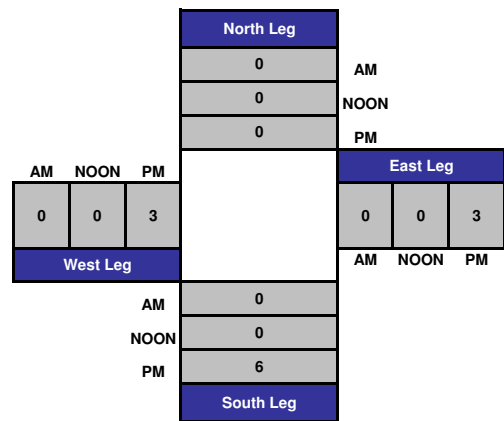 North Leg
0 AM
0 NOON
0 PM
AM NOON PM East Leg
0 0 3 0 0 3
West Leg AM NOON PM
AM 0
NOON 0
PM 6
South Leg